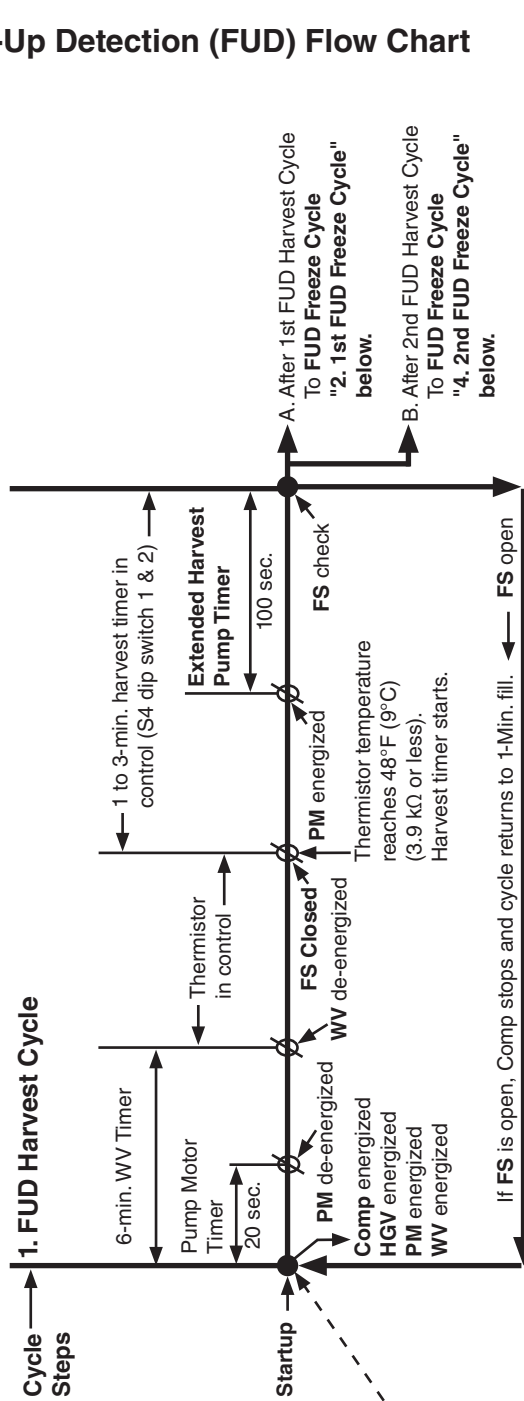 -Up Detection (FUD) Flow Chart
Cycle
Steps
1. FUD Harvest Cycle
6-min. WV Timer
Pump Motor
Timer
20 sec.
Thermistor
in control
1 to 3-min. harvest timer in
control (S4 dip switch 1 & 2)
Extended Harvest
Pump Timer
100 sec.
Startup
PM de-energized
Comp energized
HGV energized
PM energized
WV energized
WV de-energized
FS Closed
Thermistor temperature
reaches 48°F (9°C)
(3.9 kΩ or less).
Harvest timer starts.
PM energized
FS check
A. After 1st FUD Harvest Cycle
To FUD Freeze Cycle
"2. 1st FUD Freeze Cycle"
below.
B. After 2nd FUD Harvest Cycle
To FUD Freeze Cycle
"4. 2nd FUD Freeze Cycle"
below.
If FS is open, Comp stops and cycle returns to 1-Min. fill.
FS open